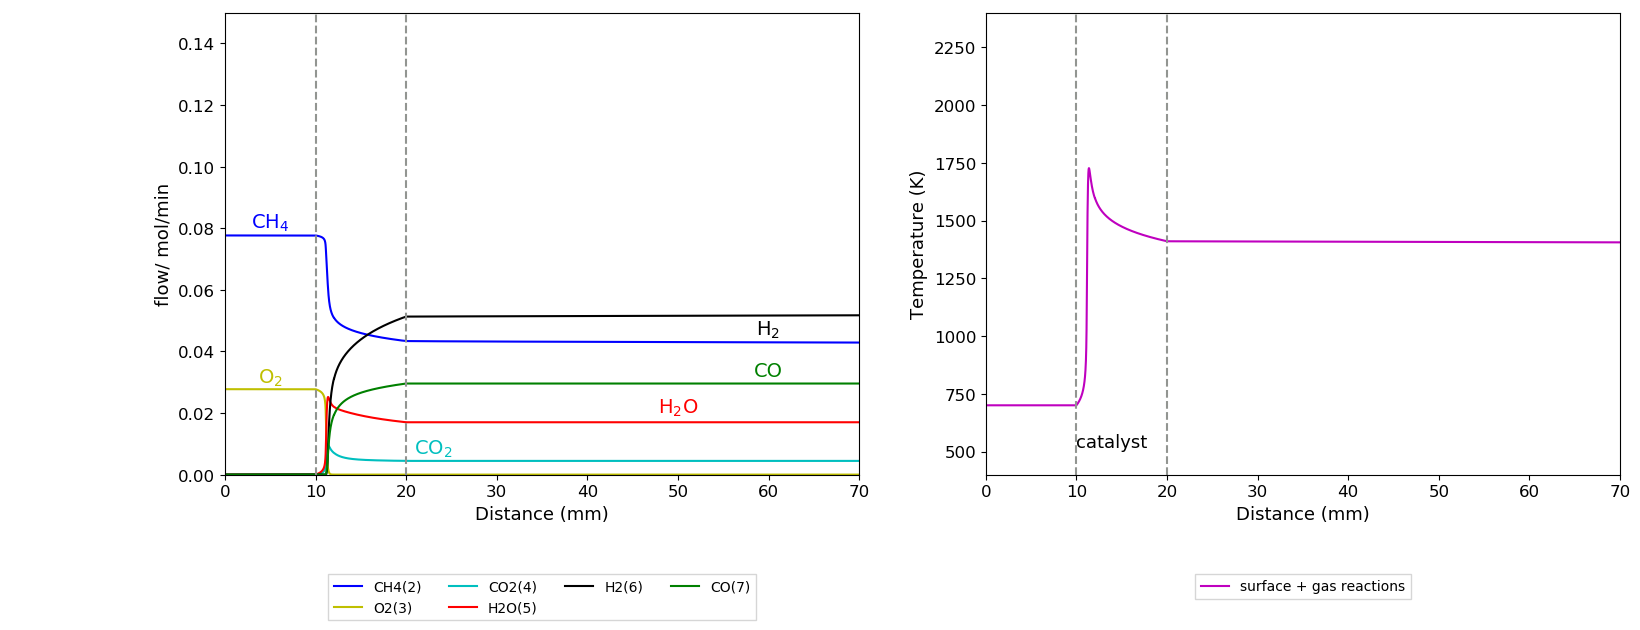 0.14
0.12
0.10
0.08
0.06
0.04
0.02
0.00
flow/ mol/min
CH₄
O₂
H₂
CO
H₂O
CO₂
0 10 20 30 40 50 60 70
Distance (mm)
CH4(2) CO2(4) H2(6) CO(7)
O2(3) H2O(5)
2250
2000
1750
1500
1250
1000
750
500
Temperature (K)
catalyst
0 10 20 30 40 50 60 70
Distance (mm)
surface + gas reactions